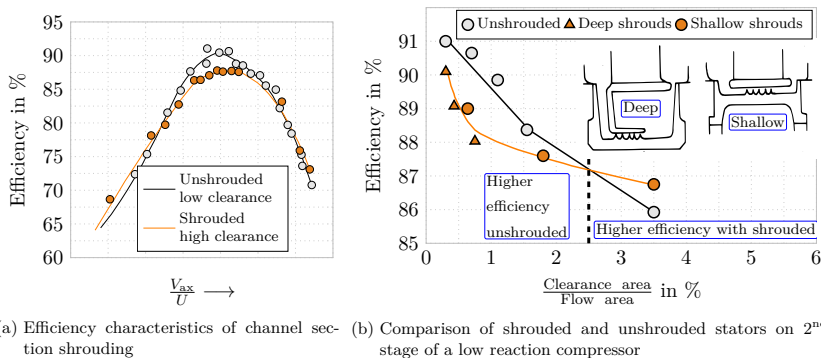 95
90
85
80
75
70
65
60
Efficiency in %
Unshrouded
low clearance
Shrouded
high clearance
Vax
U
(a) Efficiency characteristics of channel sec-
tion shrouding
Unshrouded Deep shrouds Shallow shrouds
91
90
89
88
87
86
85
Efficiency in %
Deep
Shallow
Higher
efficiency
unshrouded
Higher efficiency with shrouded
0 1 2 3 4 5 6
Clearance area
Flow area
in %
(b) Comparison of shrouded and unshrouded stators on 2nd
stage of a low reaction compressor